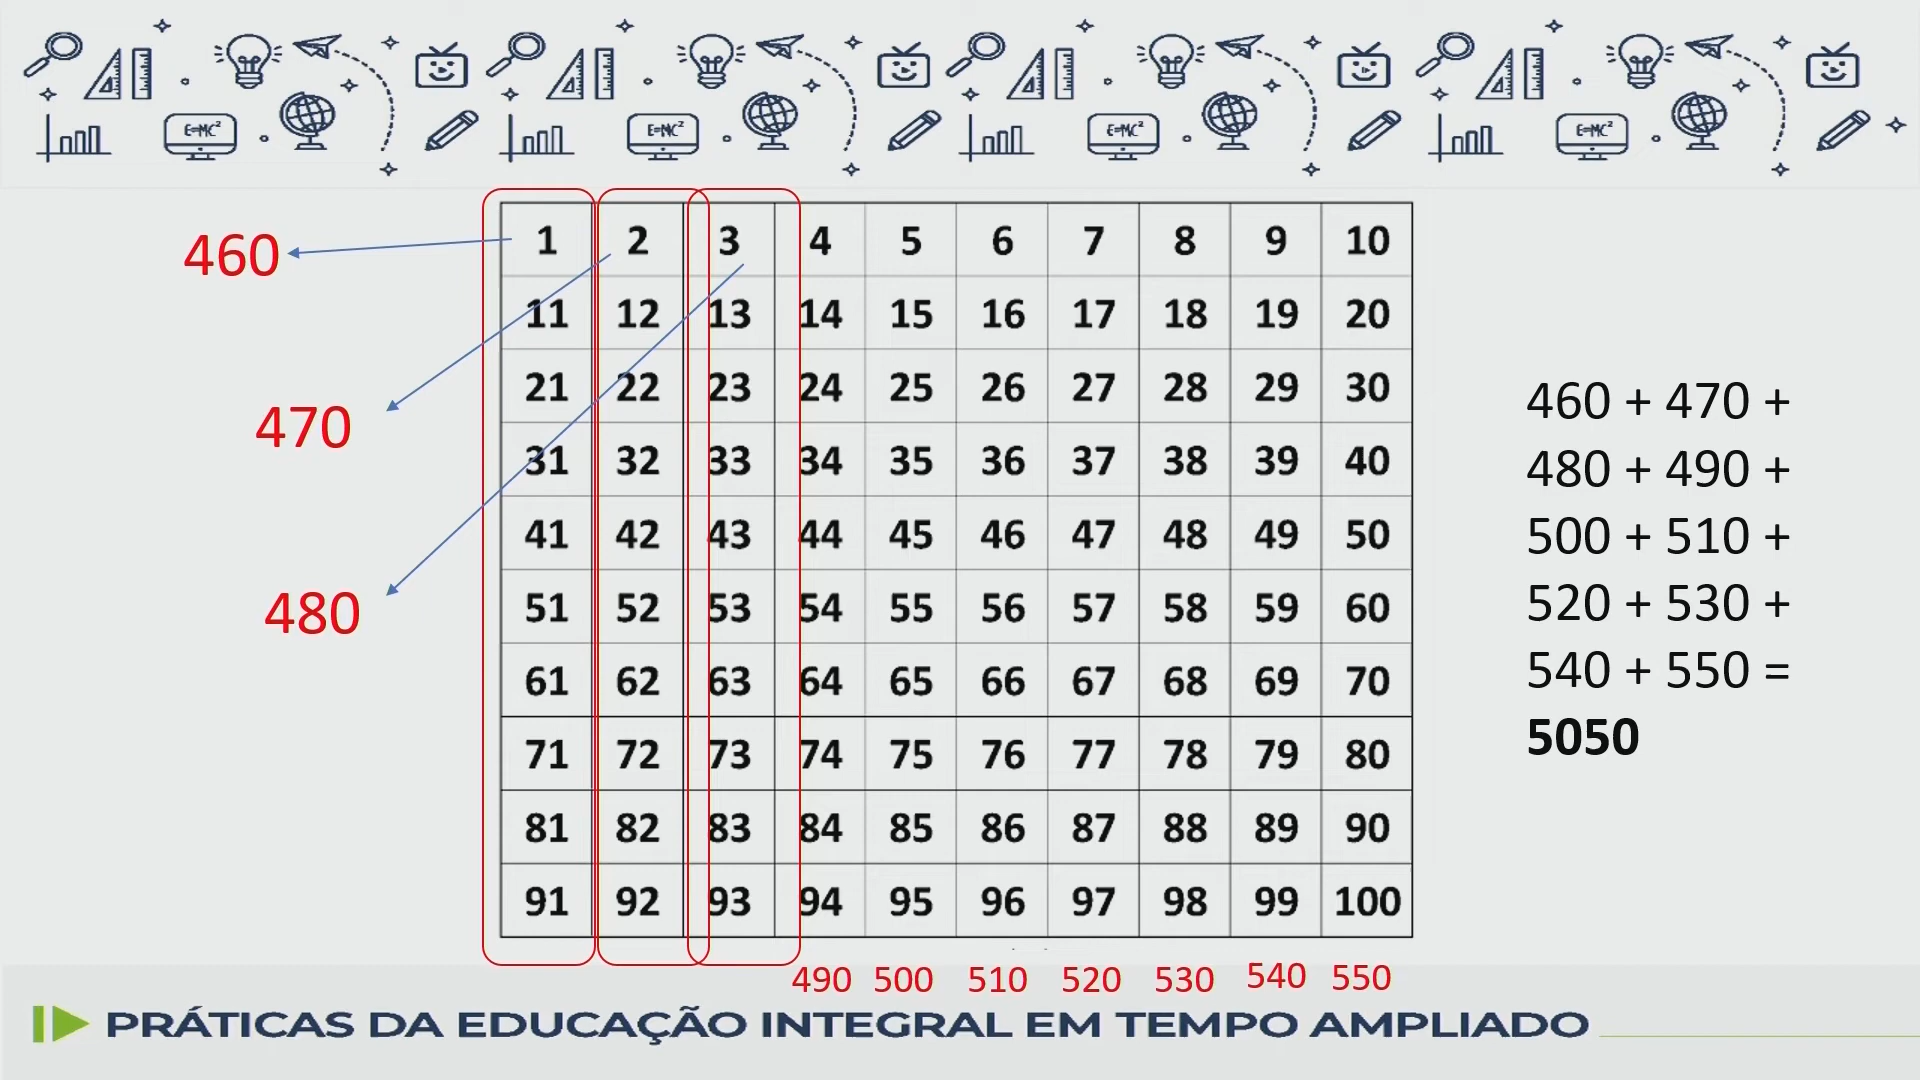 E=MC² E=MC² E=MC² E=MC²
460
470
480
1 2 3 4 5 6 7 8 9 10
11 12 13 14 15 16 17 18 19 20
21 22 23 24 25 26 27 28 29 30
31 32 33 34 35 36 37 38 39 40
41 42 43 44 45 46 47 48 49 50
51 52 53 54 55 56 57 58 59 60
61 62 63 64 65 66 67 68 69 70
71 72 73 74 75 76 77 78 79 80
81 82 83 84 85 86 87 88 89 90
91 92 93 94 95 96 97 98 99 100
490 500 510 520 530 540 550
460 + 470 +
480 + 490 +
500 + 510 +
520 + 530 +
540 + 550 =
5050
PRÁTICAS DA EDUCAÇÃO INTEGRAL EM TEMPO AMPLIADO